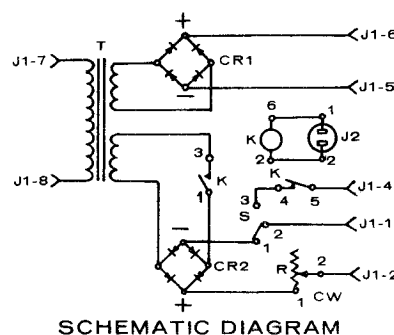 +
J1-6
T
J1-7
CR1
J1-5
−
6
1
K
J2
2
2
3
K
K
J1-4
1
3
4
5
S
J1-8
J1-1
−
2
1
CR2
R
2
J1-2
+
1
CW
SCHEMATIC DIAGRAM